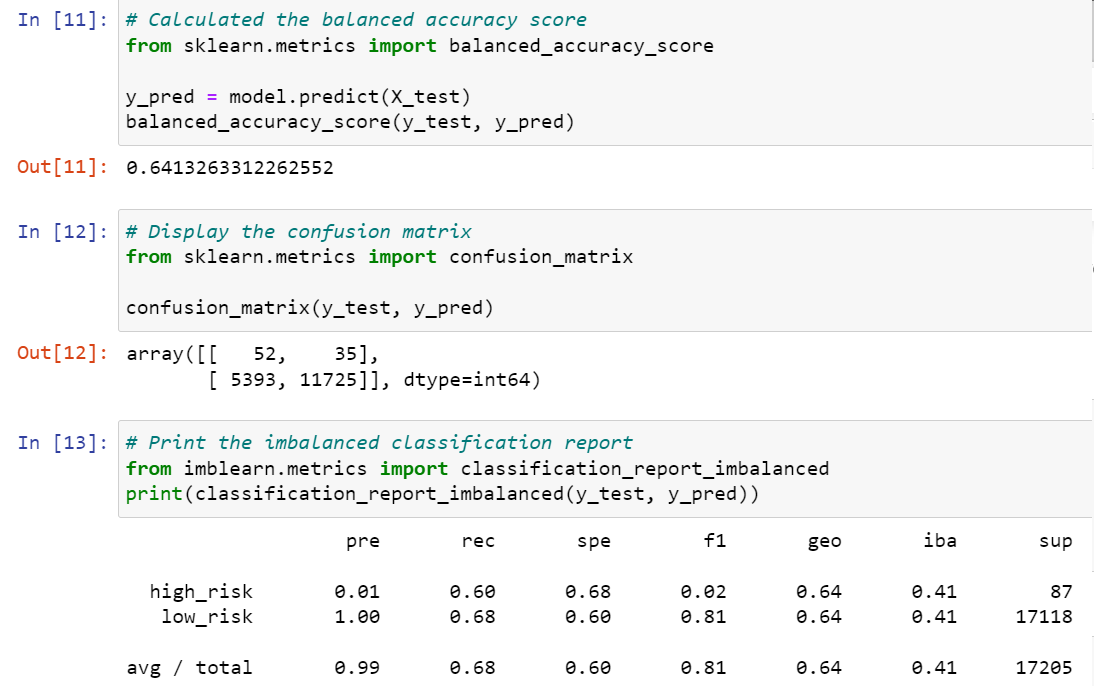 In [11]: # Calculated the balanced accuracy score
from sklearn.metrics import balanced_accuracy_score
y_pred = model.predict(X_test)
balanced_accuracy_score(y_test, y_pred)
Out[11]: 0.6413263312262552
In [12]: # Display the confusion matrix
from sklearn.metrics import confusion_matrix
confusion_matrix(y_test, y_pred)
Out[12]: array([[   52,    35],
       [ 5393, 11725]], dtype=int64)
In [13]: # Print the imbalanced classification report
from imblearn.metrics import classification_report_imbalanced
print(classification_report_imbalanced(y_test, y_pred))
pre rec spe f1 geo iba sup
high_risk 0.01 0.60 0.68 0.02 0.64 0.41 87
low_risk 1.00 0.68 0.60 0.81 0.64 0.41 17118
avg / total 0.99 0.68 0.60 0.81 0.64 0.41 17205